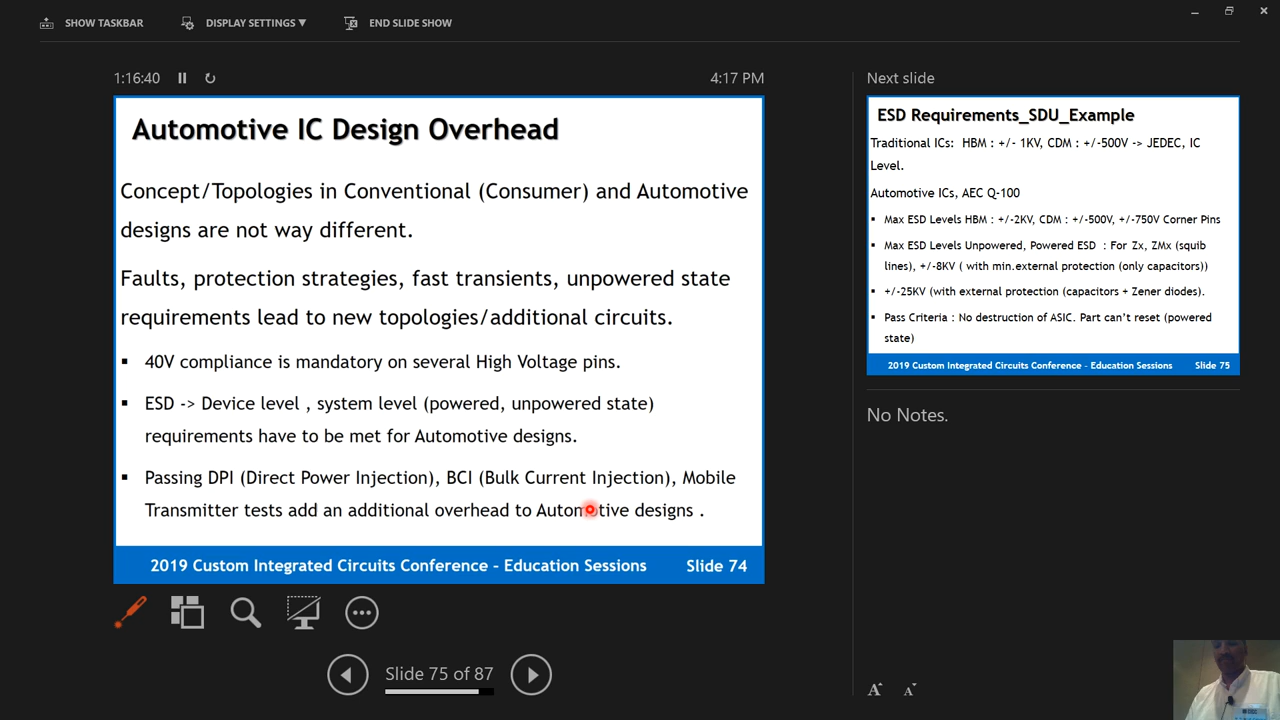 SHOW TASKBAR
DISPLAY SETTINGS ▼
END SLIDE SHOW
1:16:40
4:17 PM
Automotive IC Design Overhead
Concept/Topologies in Conventional (Consumer) and Automotive
designs are not way different.
Faults, protection strategies, fast transients, unpowered state
requirements lead to new topologies/additional circuits.
▪ 40V compliance is mandatory on several High Voltage pins.
▪ ESD -> Device level , system level (powered, unpowered state)
requirements have to be met for Automotive designs.
▪ Passing DPI (Direct Power Injection), BCI (Bulk Current Injection), Mobile
Transmitter tests add an additional overhead to Automotive designs .
2019 Custom Integrated Circuits Conference - Education Sessions
Slide 74
Slide 75 of 87
Next slide
ESD Requirements_SDU_Example
Traditional ICs: HBM : +/- 1KV, CDM : +/-500V -> JEDEC, IC
Level.
Automotive ICs, AEC Q-100
▪ Max ESD Levels HBM : +/-2KV, CDM : +/-500V, +/-750V Corner Pins
▪ Max ESD Levels Unpowered, Powered ESD : For Zx, ZMx (squib
lines), +/-8KV ( with min.external protection (only capacitors))
▪ +/-25KV (with external protection (capacitors + Zener diodes).
▪ Pass Criteria : No destruction of ASIC. Part can't reset (powered
state)
2019 Custom Integrated Circuits Conference - Education Sessions
Slide 75
No Notes.
A A